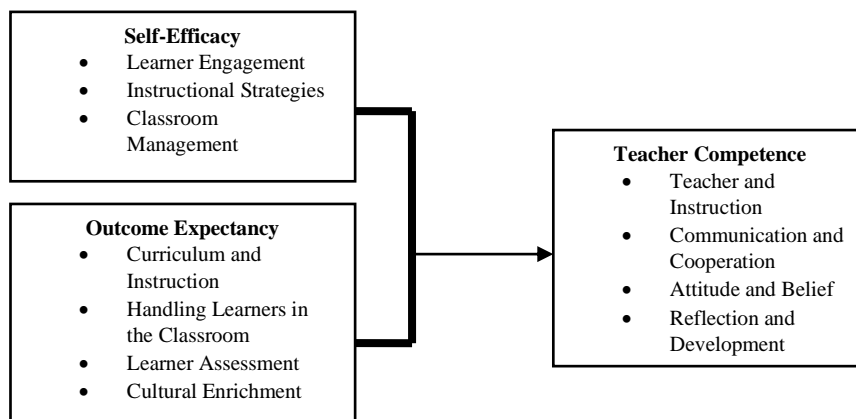 Self-Efficacy
• Learner Engagement
• Instructional Strategies
• Classroom
Management
Outcome Expectancy
• Curriculum and
Instruction
• Handling Learners in
the Classroom
• Learner Assessment
• Cultural Enrichment
Teacher Competence
• Teacher and
Instruction
• Communication and
Cooperation
• Attitude and Belief
• Reflection and
Development